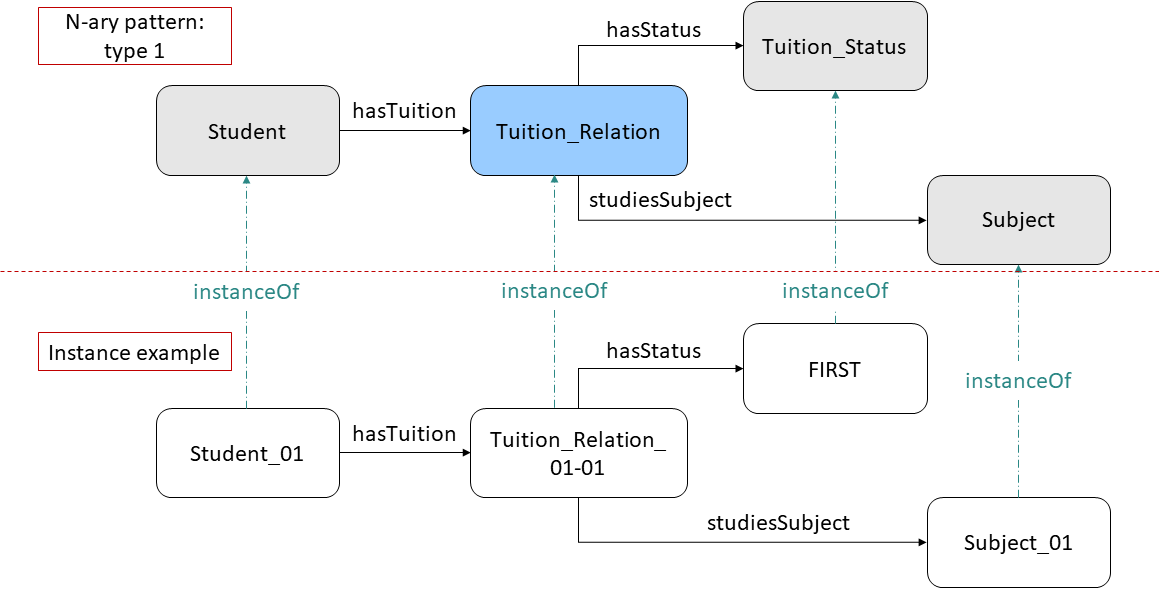 N-ary pattern:
type 1
hasStatus
Tuition_Status
Student
hasTuition
Tuition_Relation
studiesSubject
Subject
instanceOf
instanceOf
instanceOf
Instance example
hasStatus
FIRST
instanceOf
Student_01
hasTuition
Tuition_Relation_
01-01
studiesSubject
Subject_01